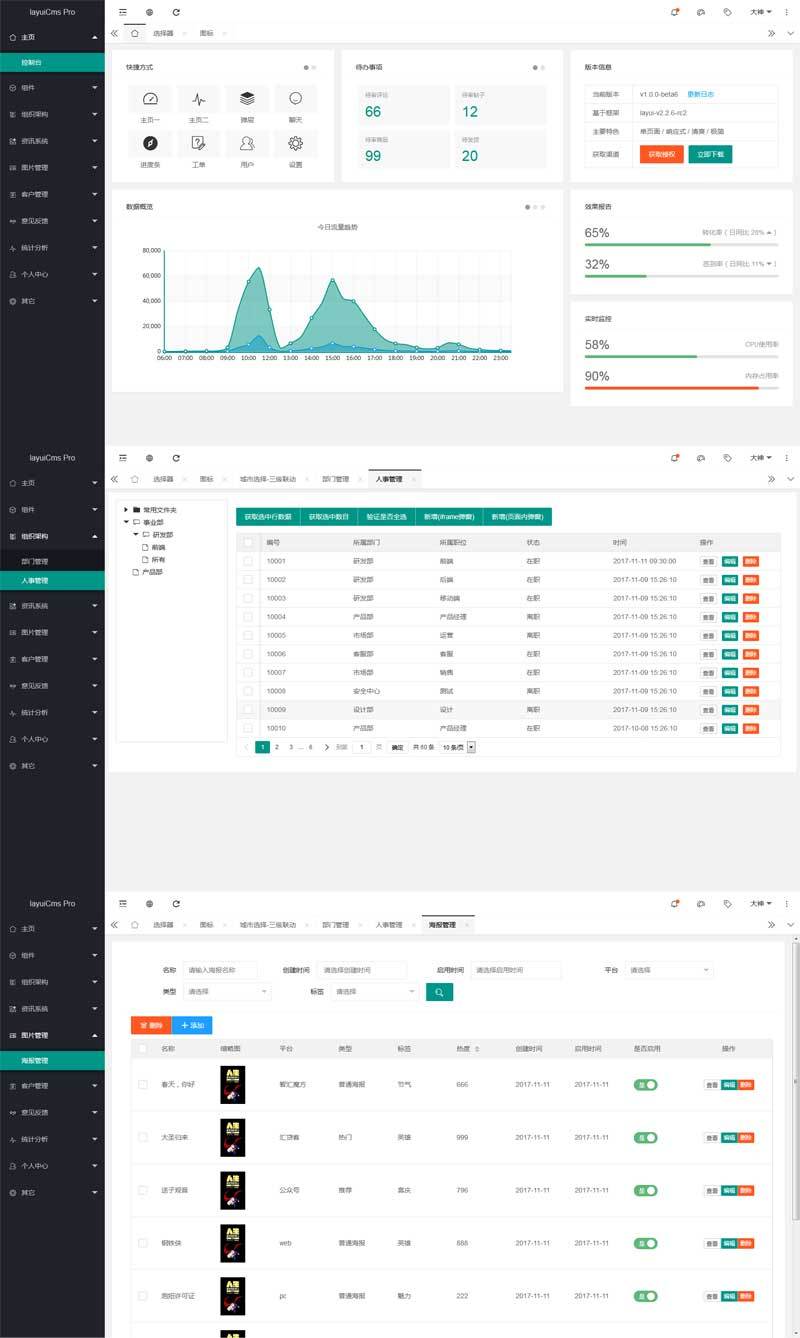 layuiCms Pro
大神
主页
选择器
图标
控制台
组件
组织架构
资讯系统
图片管理
客户管理
意见反馈
统计分析
个人中心
其它
快捷方式
主页一
主页二
弹层
聊天
进度条
工单
用户
设置
待办事项
待审评论
66
待审帖子
12
待审商品
99
待发货
20
版本信息
当前版本 v1.0.0-beta6 更新日志
基于框架 layui-v2.2.6-rc2
主要特色 单页面 / 响应式 / 清爽 / 极简
获取渠道 获取授权 立即下载
数据概览
今日流量趋势
80,000
60,000
40,000
20,000
0
06:00 07:00 08:00 09:00 10:00 11:30 12:00 13:00 14:00 15:00 16:00 17:00 18:00 19:00 20:00 21:00 22:00 23:00
效果报告
65% 转化率（日同比 28% ）
32% 签到率（日同比 11% ）
实时监控
58% CPU使用率
90% 内存占用率
layuiCms Pro
大神
选择器 图标 城市选择-三级联动 部门管理 人事管理
主页
组件
组织架构
部门管理
人事管理
资讯系统
图片管理
客户管理
意见反馈
统计分析
个人中心
其它
常用文件夹
事业部
研发部
前端
所有
产品部
获取选中行数据 获取选中数目 验证是否全选 新增(iframe弹窗) 新增(页面内弹窗)
编号 所属部门 所属职位 状态 时间 操作
10001 研发部 前端 在职 2017-11-11 09:30:00 查看 编辑 删除
10002 研发部 后端 在职 2017-11-09 15:26:10 查看 编辑 删除
10003 研发部 移动端 在职 2017-11-09 15:26:10 查看 编辑 删除
10004 产品部 产品经理 离职 2017-11-09 15:26:10 查看 编辑 删除
10005 市场部 运营 离职 2017-11-09 15:26:10 查看 编辑 删除
10006 客服部 客服 在职 2017-11-09 15:26:10 查看 编辑 删除
10007 市场部 销售 在职 2017-11-09 15:26:10 查看 编辑 删除
10008 安全中心 测试 离职 2017-11-09 15:26:10 查看 编辑 删除
10009 设计部 设计 离职 2017-11-09 15:26:10 查看 编辑 删除
10010 产品部 产品经理 在职 2017-10-09 15:26:10 查看 编辑 删除
1 2 3 … 6 到第 1 页 确定 共 60 条 10 条/页
layuiCms Pro
大神
选择器 图标 城市选择-三级联动 部门管理 人事管理 海报管理
主页
组件
组织架构
资讯系统
图片管理
海报管理
客户管理
意见反馈
统计分析
个人中心
其它
名称 请输入海报名称 创建时间 请选择创建时间 启用时间 请选择启用时间 平台 请选择
类型 请选择 标签 请选择
删除 添加
名称 缩略图 平台 类型 标签 热度 创建时间 启用时间 是否启用 操作
春天，你好 智汇魔方 普通海报 节气 666 2017-11-11 2017-11-11 是 查看 编辑 删除
大圣归来 汇贷客 热门 英雄 999 2017-11-11 2017-11-11 是 查看 编辑 删除
送子观音 公众号 推荐 喜庆 796 2017-11-11 2017-11-11 是 查看 编辑 删除
钢铁侠 web 普通海报 英雄 888 2017-11-11 2017-11-11 是 查看 编辑 删除
泡妞许可证 pc 普通海报 魅力 222 2017-11-11 2017-11-11 是 查看 编辑 删除